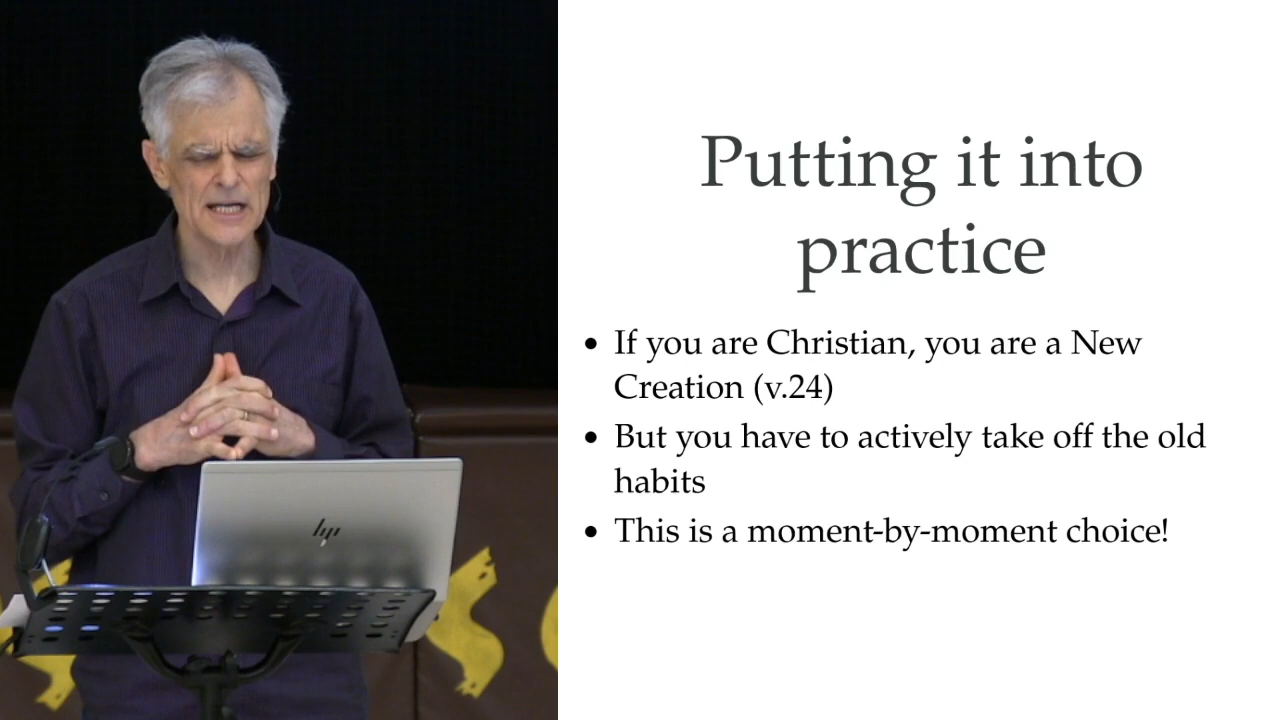 Putting it into
practice
• If you are Christian, you are a New
Creation (v.24)
• But you have to actively take off the old
habits
• This is a moment-by-moment choice!
hp